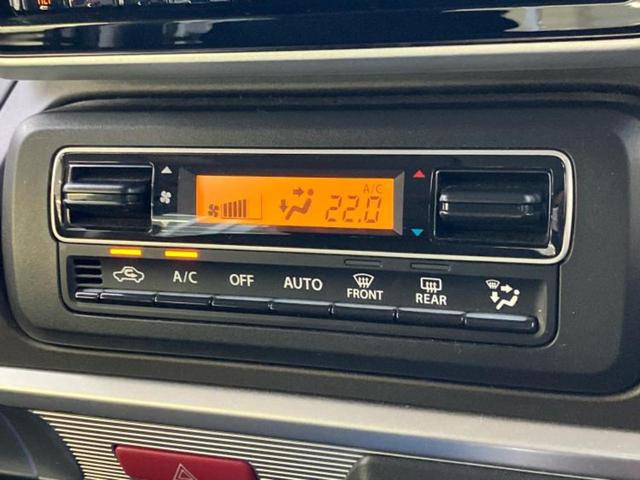 A/C
22.0
A/C
OFF
AUTO
FRONT
REAR